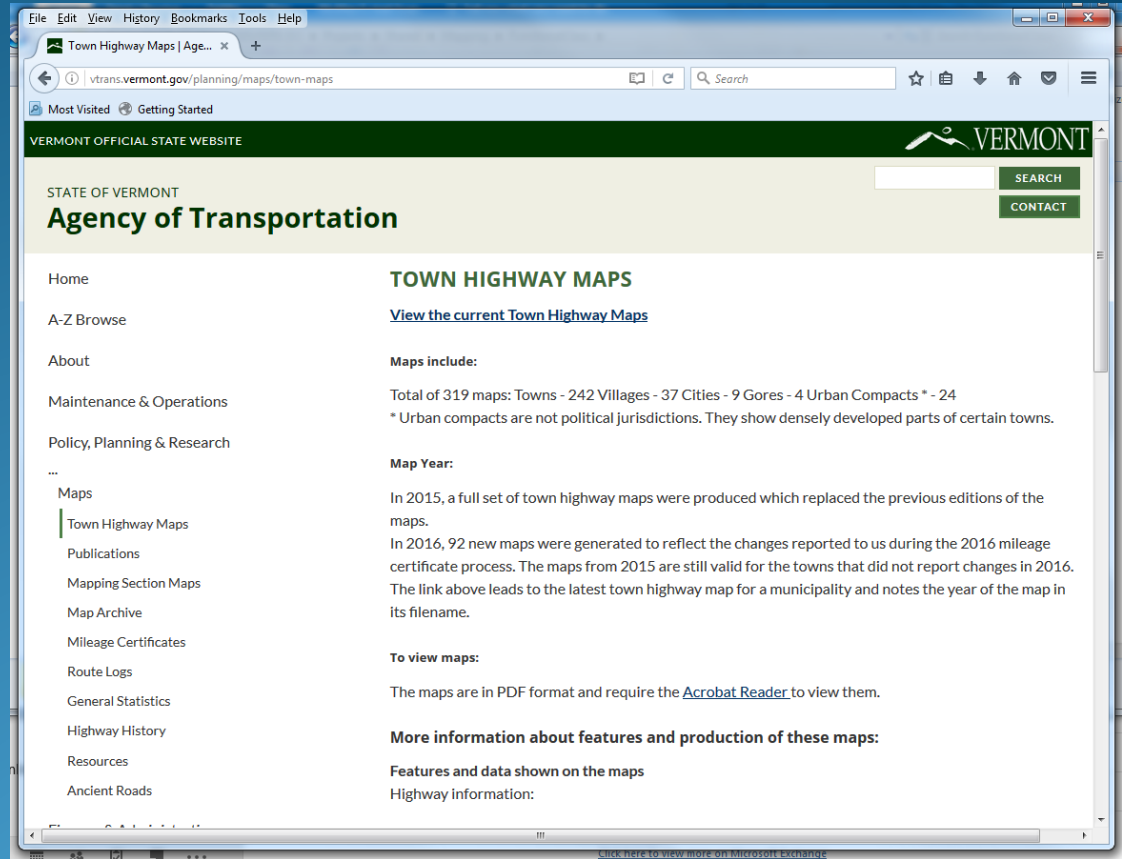 File Edit View History Bookmarks Tools Help
Town Highway Maps | Age...
vtrans.vermont.gov/planning/maps/town-maps
Search
Most Visited Getting Started
VERMONT OFFICIAL STATE WEBSITE
VERMONT
STATE OF VERMONT
Agency of Transportation
SEARCH
CONTACT
Home
A-Z Browse
About
Maintenance & Operations
Policy, Planning & Research
...
Maps
Town Highway Maps
Publications
Mapping Section Maps
Map Archive
Mileage Certificates
Route Logs
General Statistics
Highway History
Resources
Ancient Roads
TOWN HIGHWAY MAPS
View the current Town Highway Maps
Maps include:
Total of 319 maps: Towns - 242 Villages - 37 Cities - 9 Gores - 4 Urban Compacts * - 24
* Urban compacts are not political jurisdictions. They show densely developed parts of certain towns.
Map Year:
In 2015, a full set of town highway maps were produced which replaced the previous editions of the
maps.
In 2016, 92 new maps were generated to reflect the changes reported to us during the 2016 mileage
certificate process. The maps from 2015 are still valid for the towns that did not report changes in 2016.
The link above leads to the latest town highway map for a municipality and notes the year of the map in
its filename.
To view maps:
The maps are in PDF format and require the Acrobat Reader to view them.
More information about features and production of these maps:
Features and data shown on the maps
Highway information:
Click here to view more on Microsoft Exchange